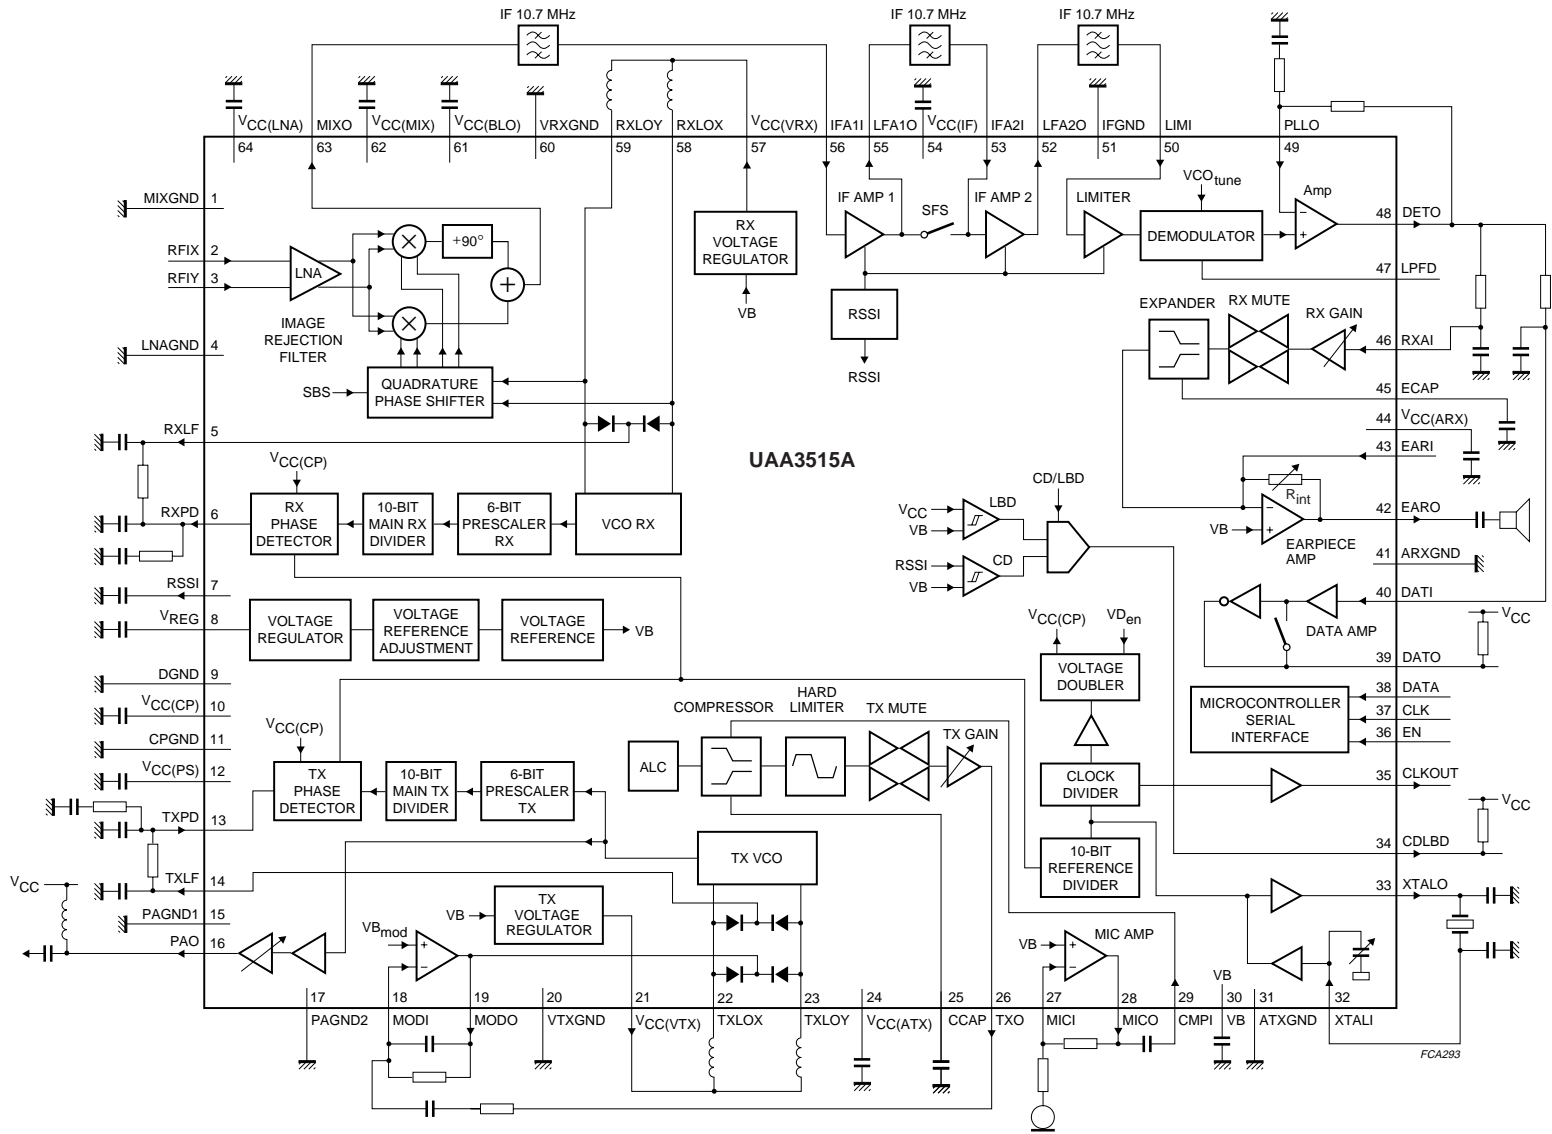 IF 10.7 MHz
IF 10.7 MHz
IF 10.7 MHz
VCC(LNA)
MIXO
VCC(MIX)
VCC(BLO)
VRXGND
RXLOY
RXLOX
VCC(VRX)
IFA1I
LFA1O
VCC(IF)
IFA2I
LFA2O
IFGND
LIMI
PLLO
64
63
62
61
60
59
58
57
56
55
54
53
52
51
50
49
MIXGND
1
RFIX
2
RFIY
3
LNA
+90°
+
IMAGE
REJECTION
FILTER
LNAGND
4
SBS
QUADRATURE
PHASE SHIFTER
RX
VOLTAGE
REGULATOR
VB
IF AMP 1
SFS
IF AMP 2
LIMITER
VCOtune
DEMODULATOR
Amp
−
+
RSSI
RSSI
48
DETO
47
LPFD
EXPANDER
RX MUTE
RX GAIN
46
RXAI
45
ECAP
44
VCC(ARX)
43
EARI
RXLF
5
VCC(CP)
RXPD
6
RX
PHASE
DETECTOR
10-BIT
MAIN RX
DIVIDER
6-BIT
PRESCALER
RX
VCO RX
UAA3515A
CD/LBD
VCC
VB
LBD
RSSI
VB
CD
Rint
VB
−
+
EARPIECE
AMP
42
EARO
41
ARXGND
RSSI
7
VREG
8
VOLTAGE
REGULATOR
VOLTAGE
REFERENCE
ADJUSTMENT
VOLTAGE
REFERENCE
VB
40
DATI
DATA AMP
VCC
39
DATO
DGND
9
VCC(CP)
10
CPGND
11
VCC(PS)
12
VCC(CP)
VDen
VOLTAGE
DOUBLER
MICROCONTROLLER
SERIAL
INTERFACE
38
DATA
37
CLK
36
EN
VCC(CP)
TX
PHASE
DETECTOR
10-BIT
MAIN TX
DIVIDER
6-BIT
PRESCALER
TX
ALC
COMPRESSOR
HARD
LIMITER
TX MUTE
TX GAIN
CLOCK
DIVIDER
35
CLKOUT
VCC
TXPD
13
TX VCO
10-BIT
REFERENCE
DIVIDER
34
CDLBD
VCC
TXLF
14
33
XTALO
PAGND1
15
PAO
16
VBmod
+
−
VB
TX
VOLTAGE
REGULATOR
VB
+
−
MIC AMP
VB
17
18
19
20
21
22
23
24
25
26
27
28
29
30
31
32
PAGND2
MODI
MODO
VTXGND
VCC(VTX)
TXLOX
TXLOY
VCC(ATX)
CCAP
TXO
MICI
MICO
CMPI
VB
ATXGND
XTALI
FCA293